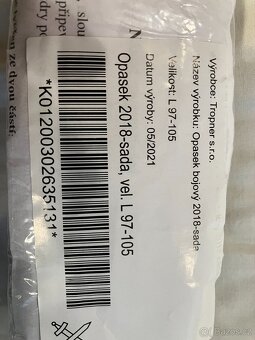 Výrobce: Tropner s.r.o.
Název výrobku: Opasek bojový 2018-sada
Velikost: L 97-105
Datum výroby: 05/2021
Opasek 2018-sada, vel. L 97-105
*K01200302635131*
ze dvou částí: